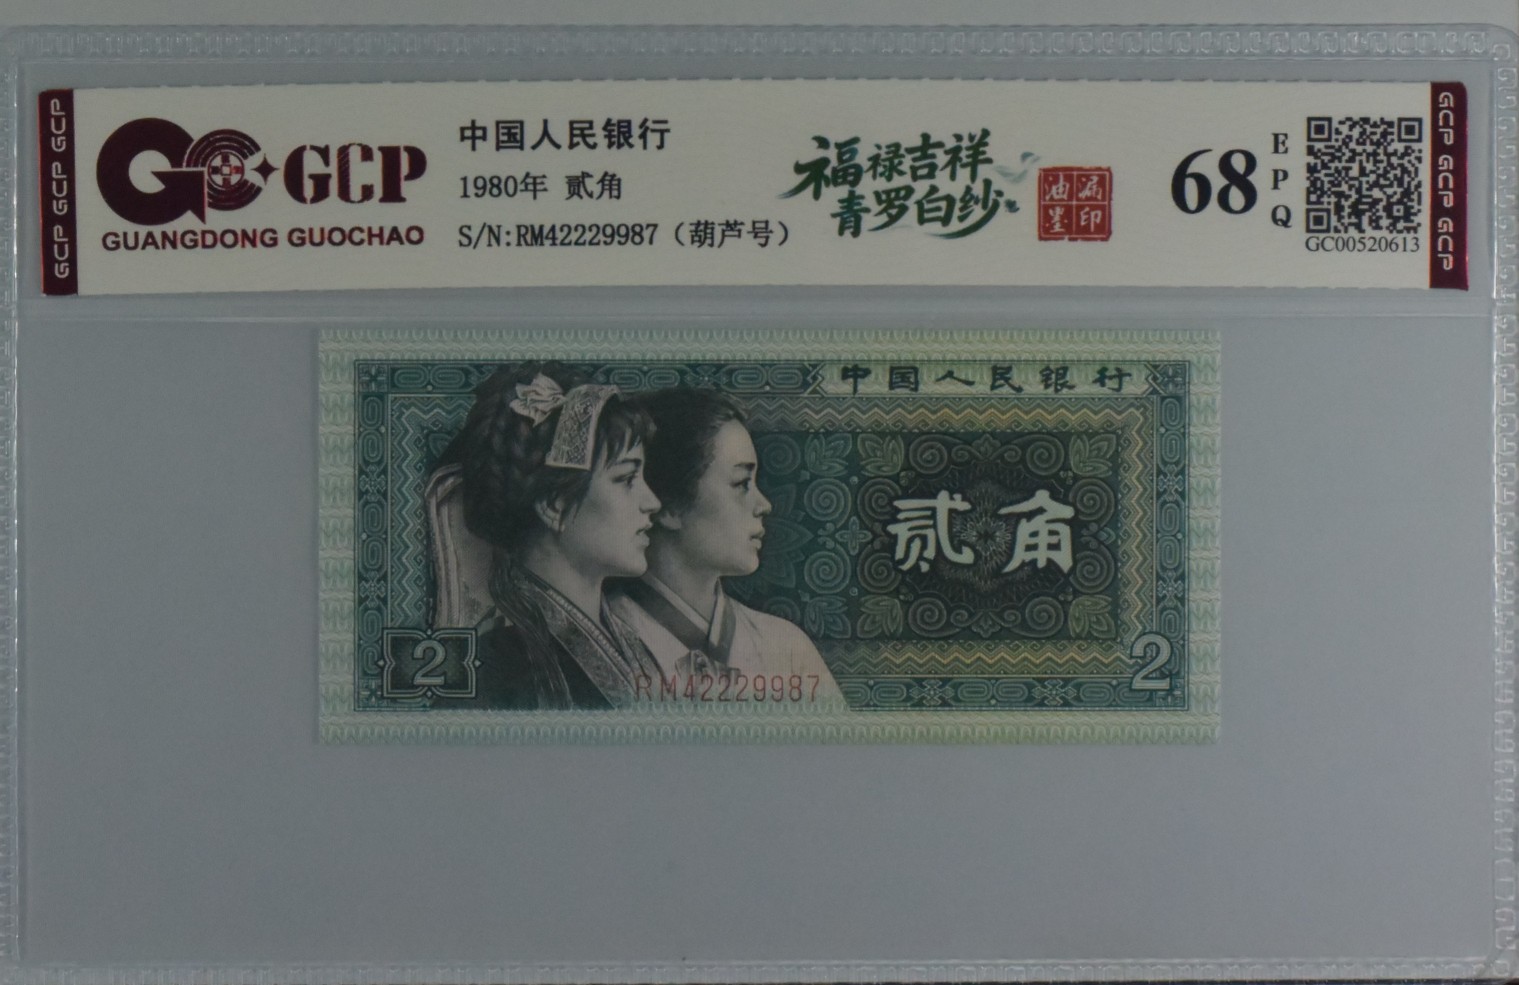 GCP GCP GCP
GCP
GUANGDONG GUOCHAO
中国人民银行
1980年 贰角
S/N:RM42229987（葫芦号）
福禄吉祥
青罗白纱
油漏
墨印
68
EPQ
GC00520613
GCP GCP GCP
中国人民银行
贰角
2
2
RM42229987